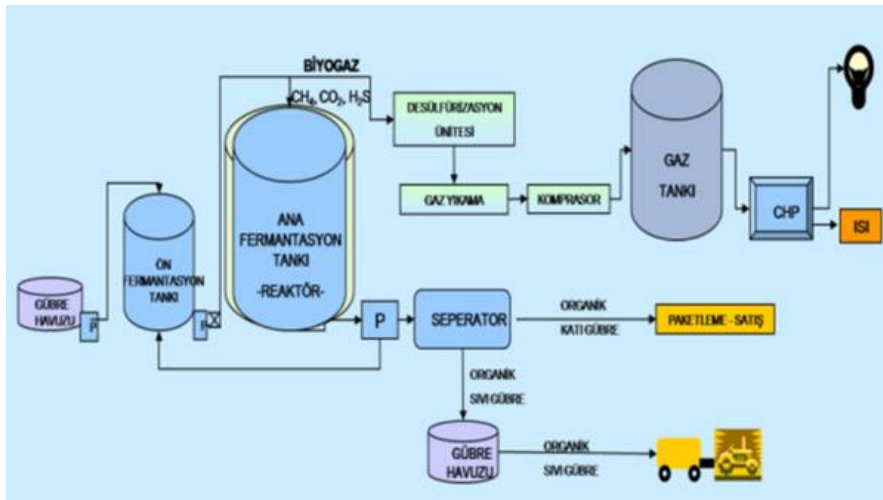 BİYOGAZ
CH₄, CO₂, H₂S
DESÜLFÜRİZASYON
ÜNİTESİ
GAZ YIKAMA
KOMPRASOR
GAZ
TANKI
CHP
ISI
ANA
FERMANTASYON
TANKI
-REAKTÖR-
ÖN
FERMANTASYON
TANKI
GÜBRE
HAVUZU
P
P
P
SEPERATOR
ORGANİK
KATI GÜBRE
PAKETLEME - SATIŞ
ORGANİK
SIVI GÜBRE
GÜBRE
HAVUZU
ORGANİK
SIVI GÜBRE